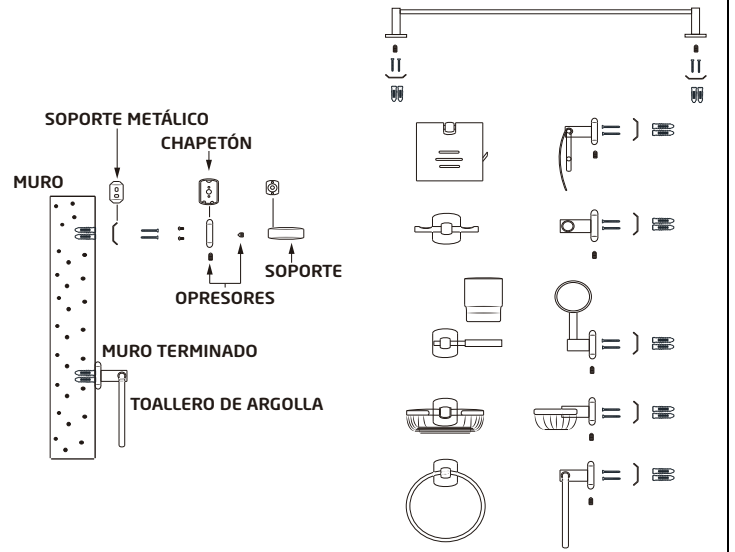 SOPORTE METÁLICO
CHAPETÓN
MURO
SOPORTE
OPRESORES
MURO TERMINADO
TOALLERO DE ARGOLLA